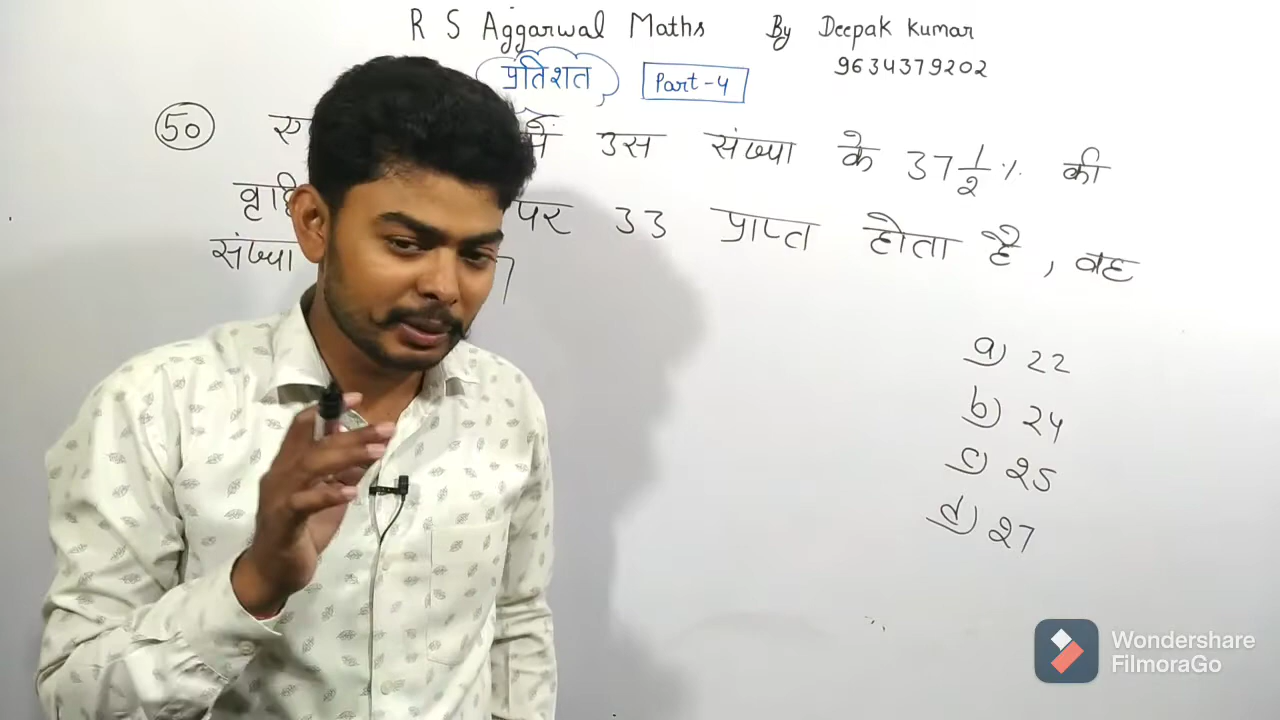 R S Aggarwal Maths By Deepak Kumar
9634379202
प्रतिशत Part-4
50 उस संख्या के 37 1/2 % की
पर 33 प्राप्त होता है, वह
संख्या
a) 22
b) 24
c) 25
d) 27
Wondershare
FilmoraGo